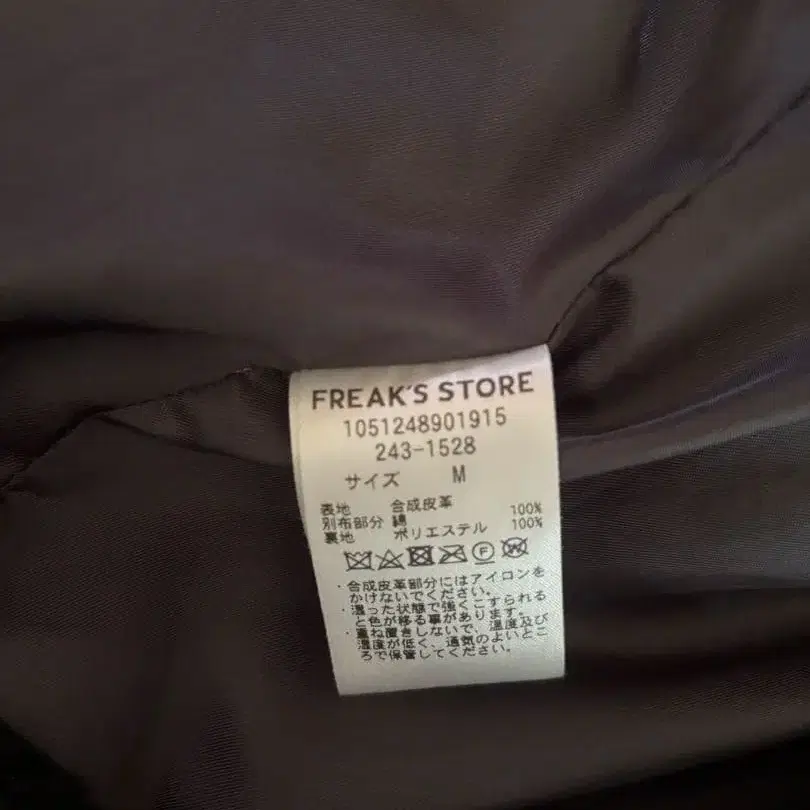 FREAK'S STORE
1051248901915
243-1528
サイズ M
表地 合成皮革
別布部分 綿 100%
裏地 ポリエステル 100%
F W
・合成皮革部分にはアイロンを
かけないでください。
・湿った状態で強くこすられる
と色が移る事があります。
・重ね置きしないで、温度及び
湿度が低く、通気のよいとこ
ろで保管してください。